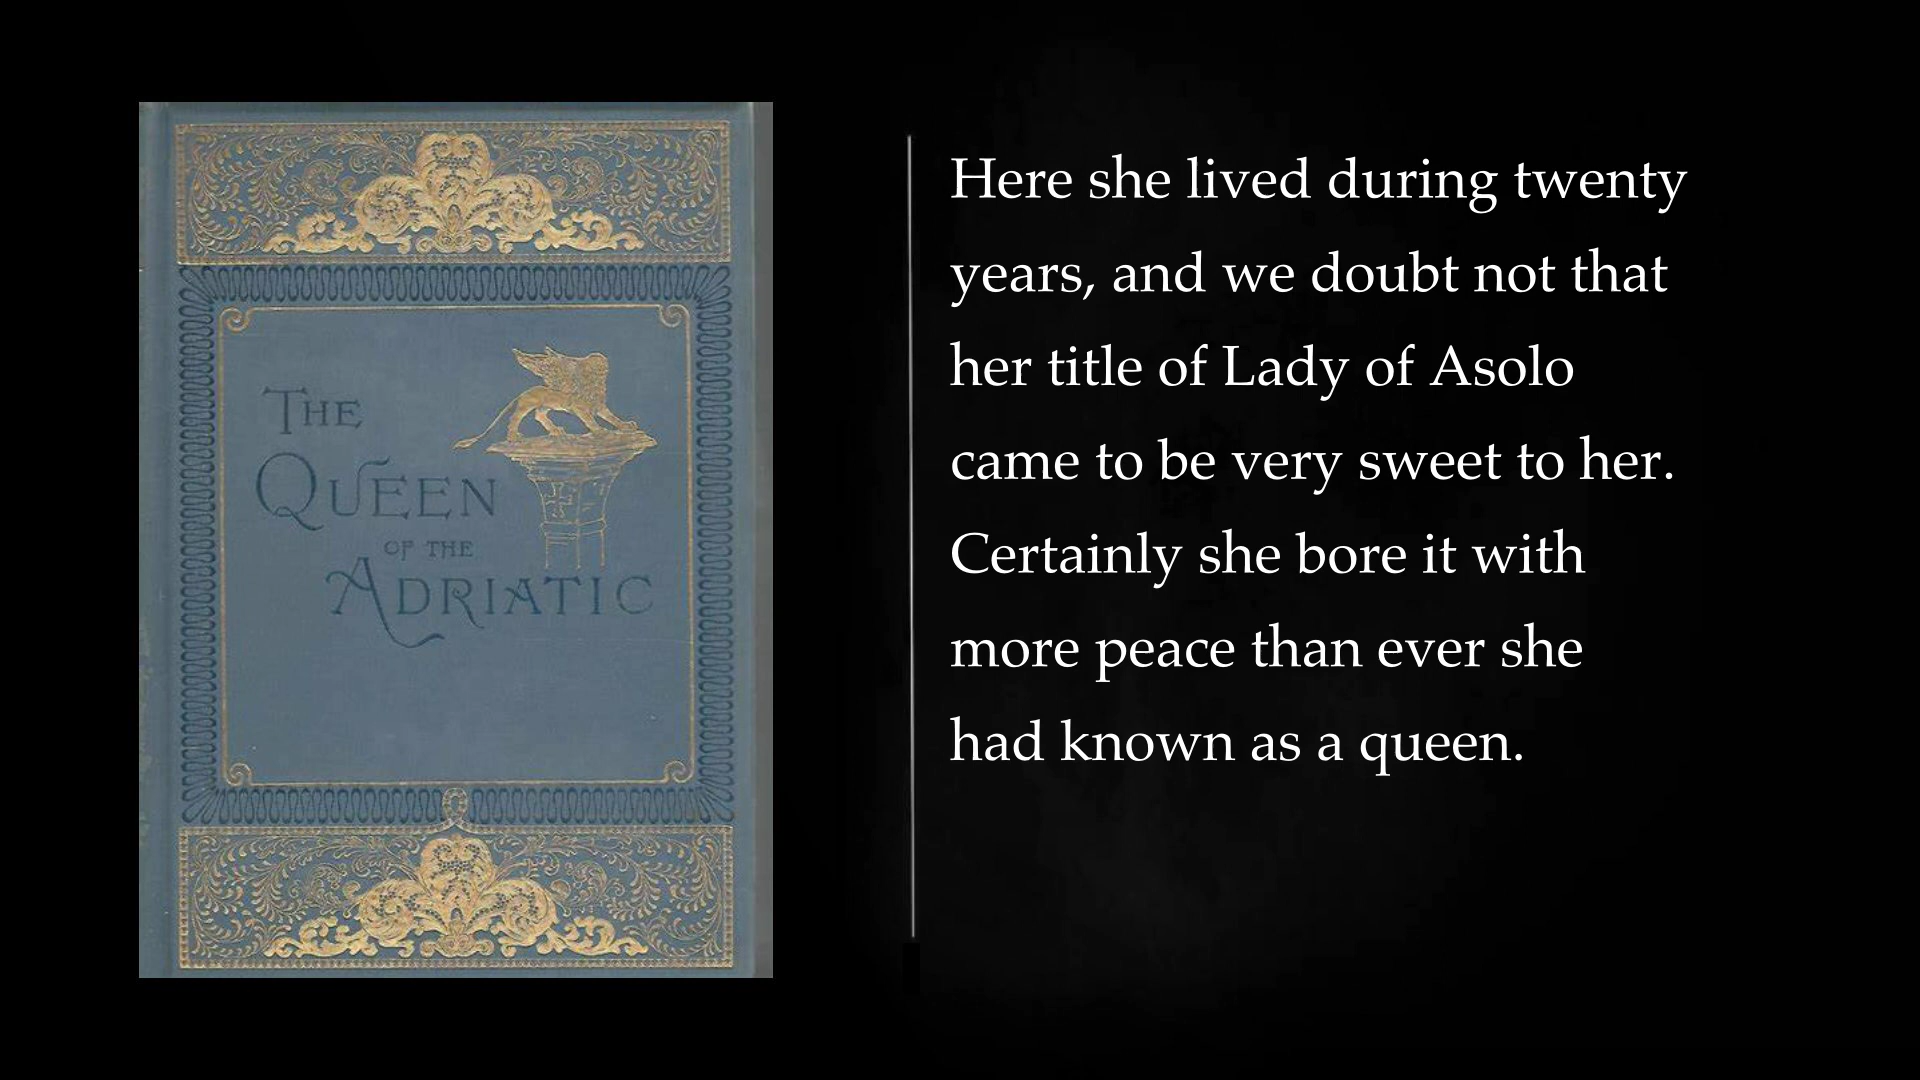 THE
QUEEN
OF THE
ADRIATIC
Here she lived during twenty
years, and we doubt not that
her title of Lady of Asolo
came to be very sweet to her.
Certainly she bore it with
more peace than ever she
had known as a queen.